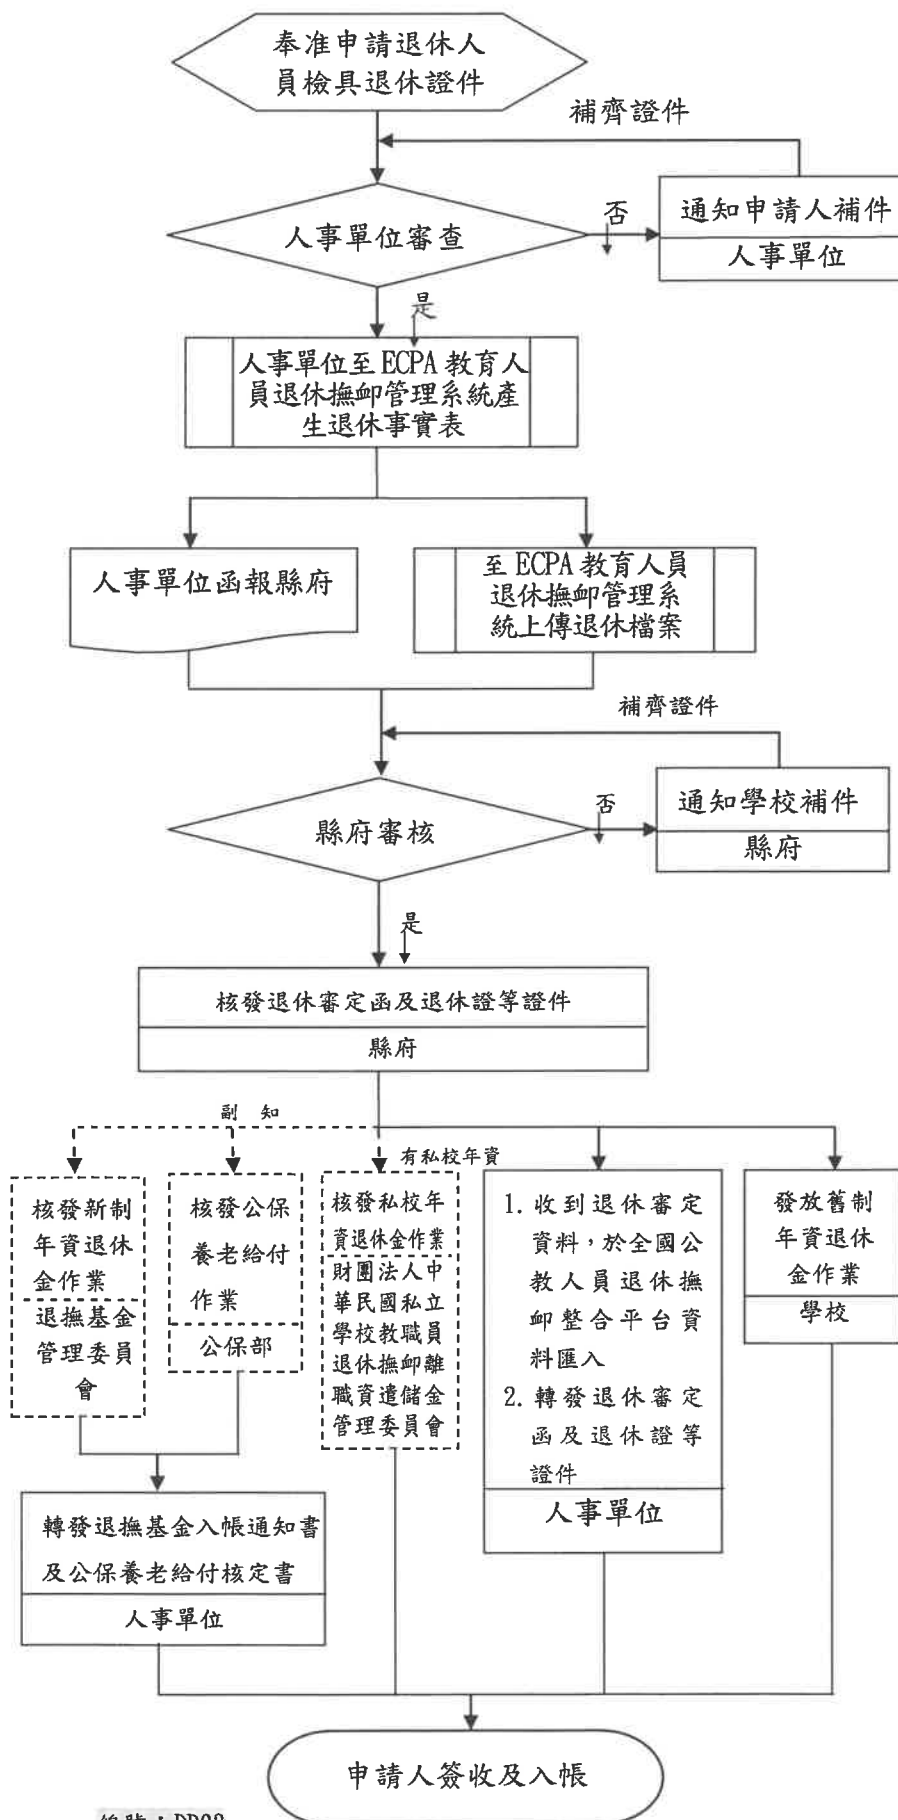 奉准申請退休人
員檢具退休證件
補齊證件
人事單位審查
否
通知申請人補件
人事單位
是
人事單位至 ECPA 教育人
員退休撫卹管理系統產
生退休事實表
人事單位函報縣府
至 ECPA 教育人員
退休撫卹管理系
統上傳退休檔案
補齊證件
縣府審核
否
通知學校補件
縣府
是
核發退休審定函及退休證等證件
縣府
副 知
有私校年資
核發新制
年資退休
金作業
退撫基金
管理委員
會
核發公保
養老給付
作業
公保部
核發私校年
資退休金作業
財團法人中
華民國私立
學校教職員
退休撫卹離
職資遣儲金
管理委員會
1. 收到退休審定
資料,於全國公
教人員退休撫
卹整合平台資
料匯入
2. 轉發退休審定
函及退休證等
證件
人事單位
發放舊制
年資退休
金作業
學校
轉發退撫基金入帳通知書
及公保養老給付核定書
人事單位
申請人簽收及入帳